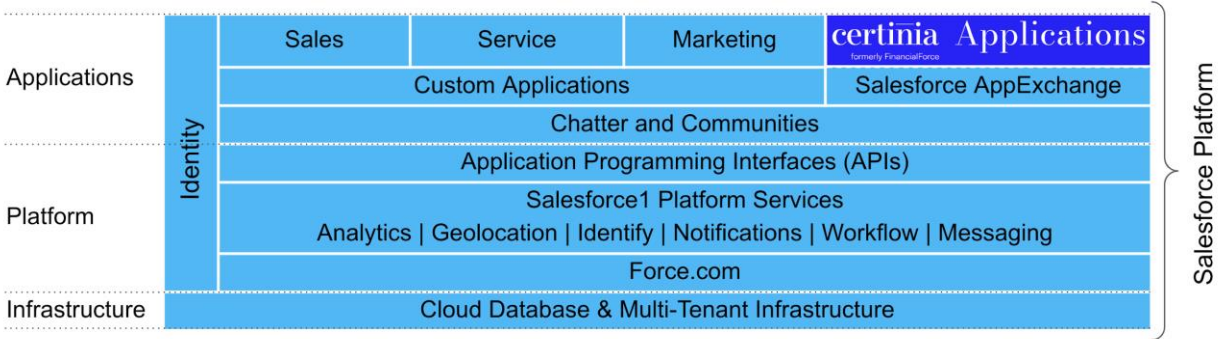 Sales
Service
Marketing
certinia Applications
formerly FinancialForce
Applications
Custom Applications
Salesforce AppExchange
Chatter and Communities
Identity
Application Programming Interfaces (APIs)
Platform
Salesforce1 Platform Services
Analytics | Geolocation | Identify | Notifications | Workflow | Messaging
Force.com
Infrastructure
Cloud Database & Multi-Tenant Infrastructure
Salesforce Platform